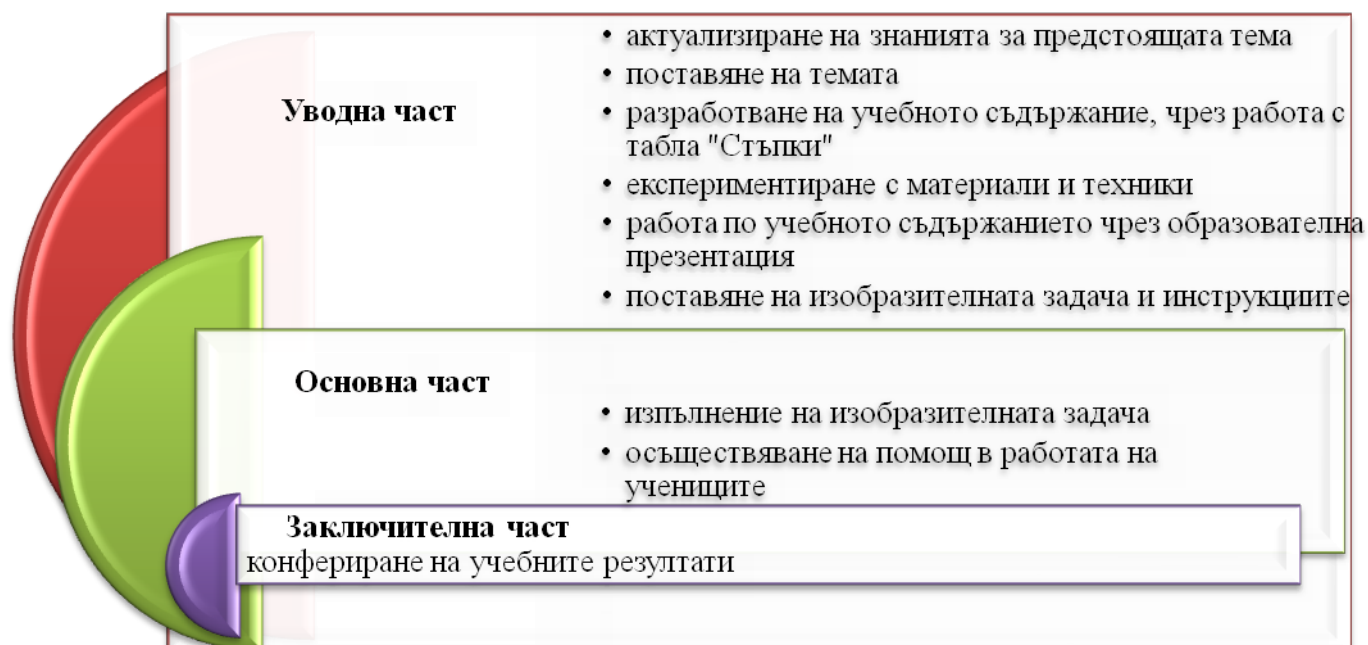 Уводна част
• актуализиране на знанията за предстоящата тема
• поставяне на темата
• разработване на учебното съдържание, чрез работа с
табла "Стъпки"
• експериментиране с материали и техники
• работа по учебното съдържанието чрез образователна
презентация
• поставяне на изобразителната задача и инструкциите
Основна част
• изпълнение на изобразителната задача
• осъществяване на помощ в работата на
учениците
Заключителна част
конфериране на учебните резултати